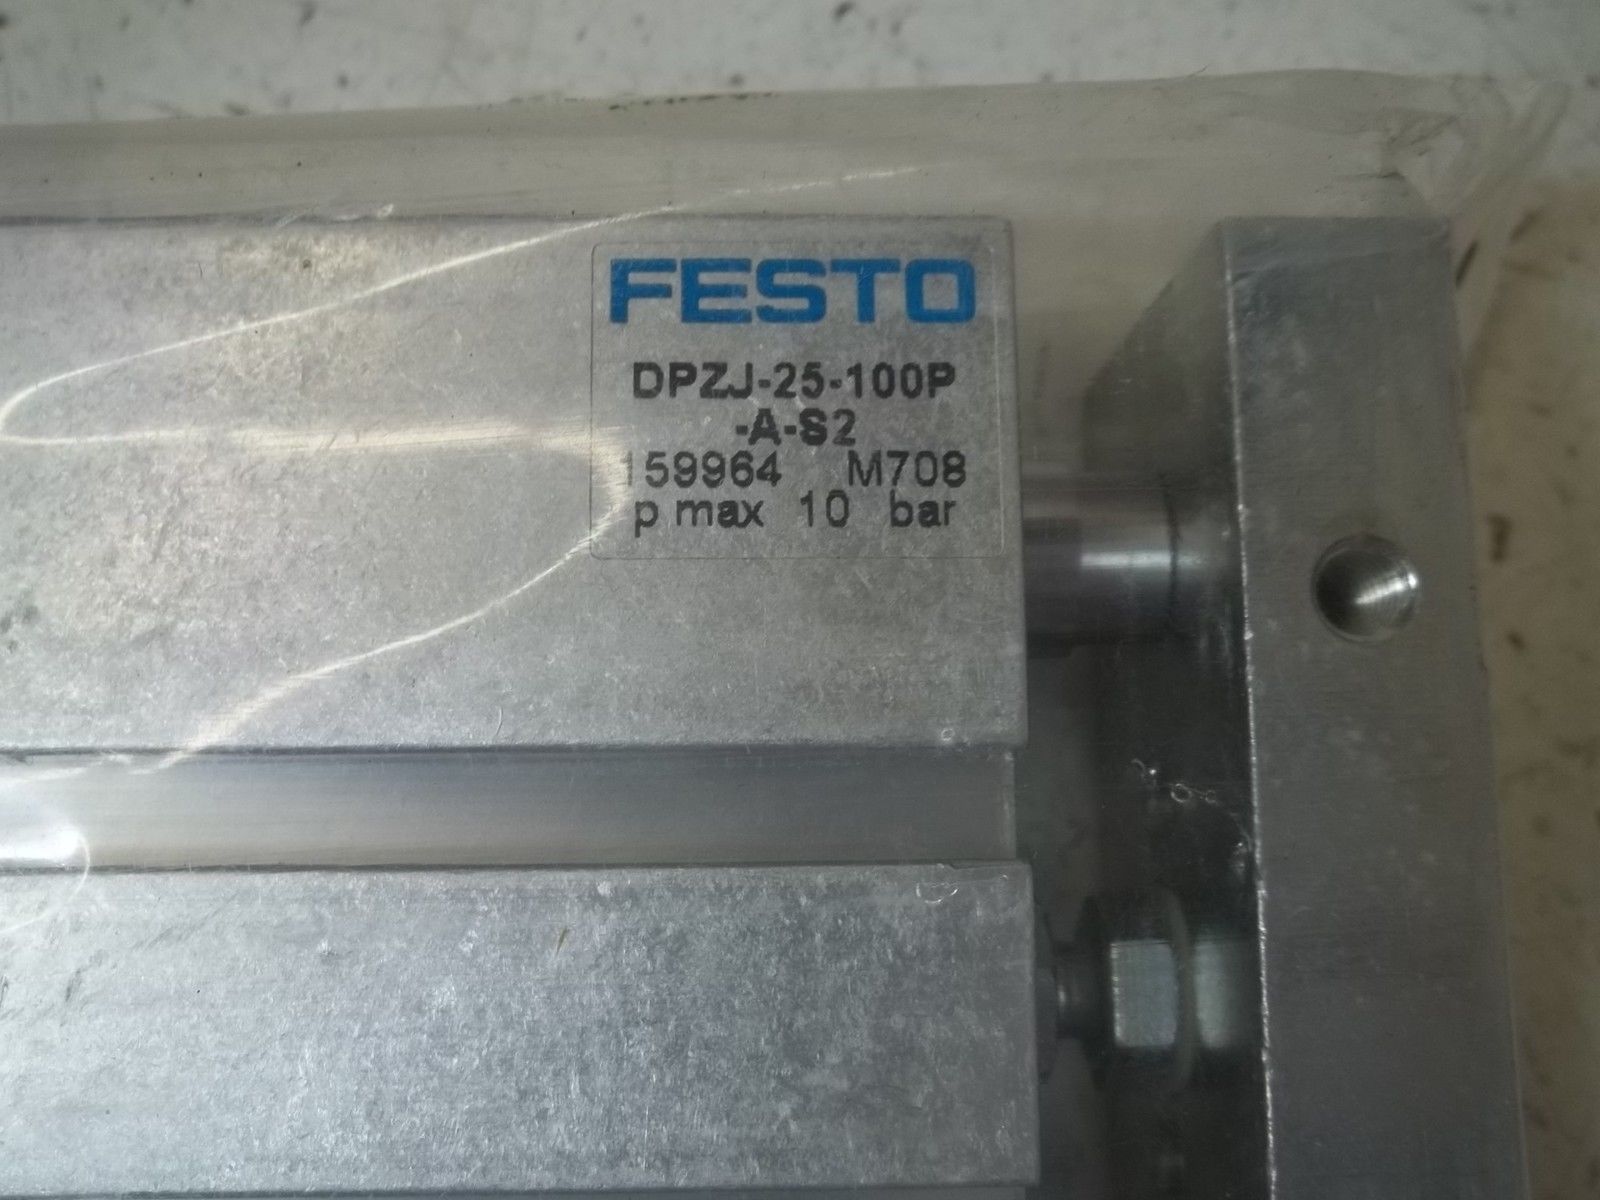 FESTO
DPZJ-25-100P
-A-S2
159964 M708
p max 10 bar